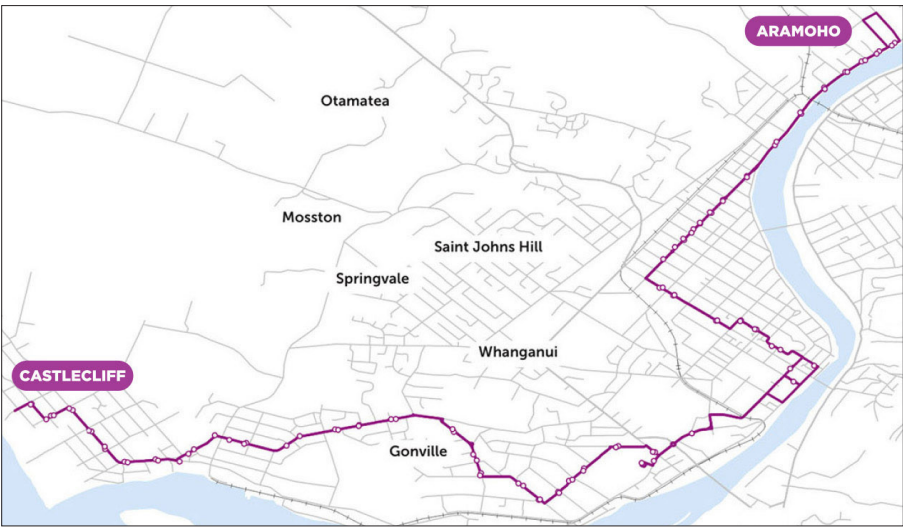 ARAMOHO
Otamatea
Mosston
Saint Johns Hill
Springvale
Whanganui
CASTLECLIFF
Gonville